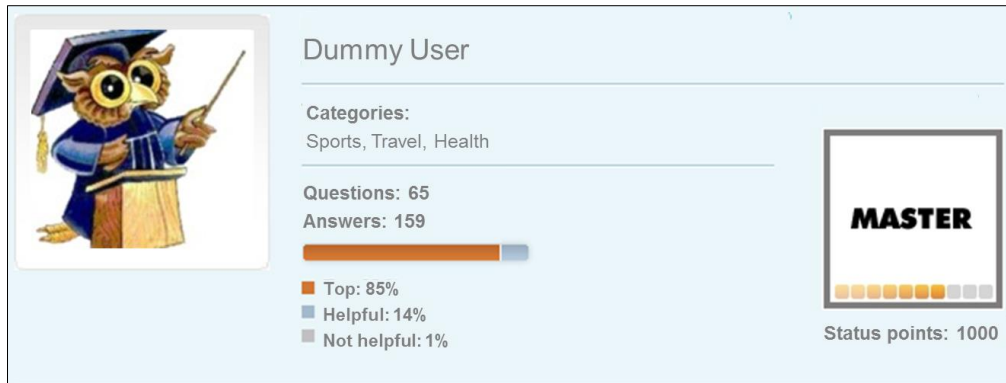 Dummy User
Categories:
Sports, Travel, Health
Questions: 65
Answers: 159
Top: 85%
Helpful: 14%
Not helpful: 1%
MASTER
Status points: 1000